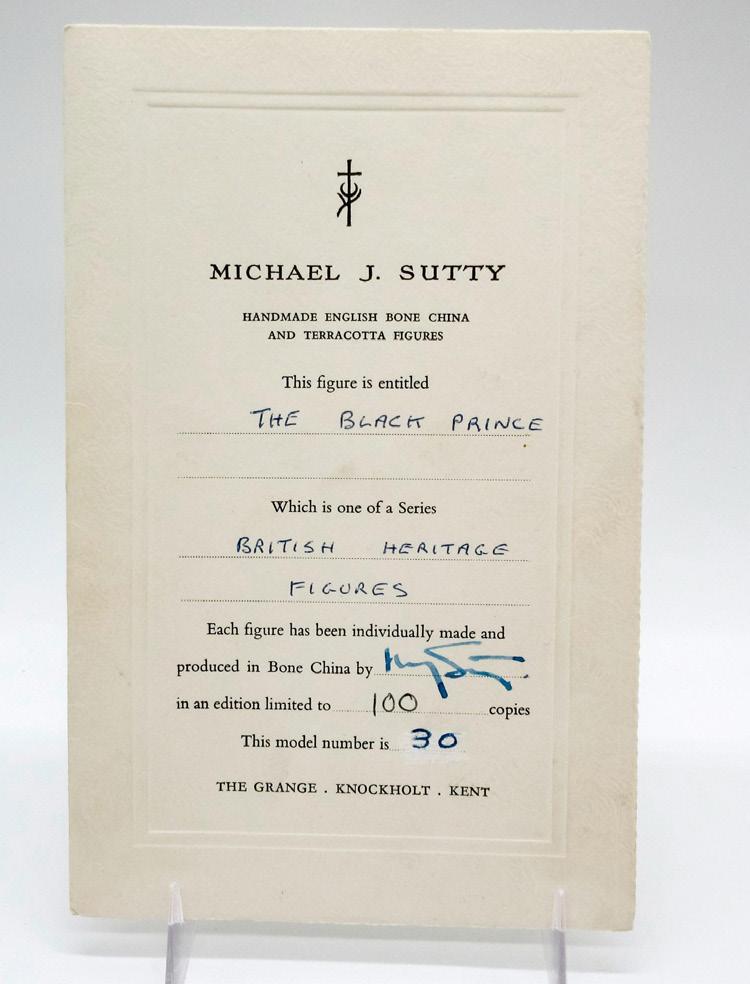 MICHAEL J. SUTTY
HANDMADE ENGLISH BONE CHINA
AND TERRACOTTA FIGURES
This figure is entitled
THE BLACK PRINCE
Which is one of a Series
BRITISH HERITAGE
FIGURES
Each figure has been individually made and
produced in Bone China by
in an edition limited to 100 copies
This model number is 30
THE GRANGE . KNOCKHOLT . KENT